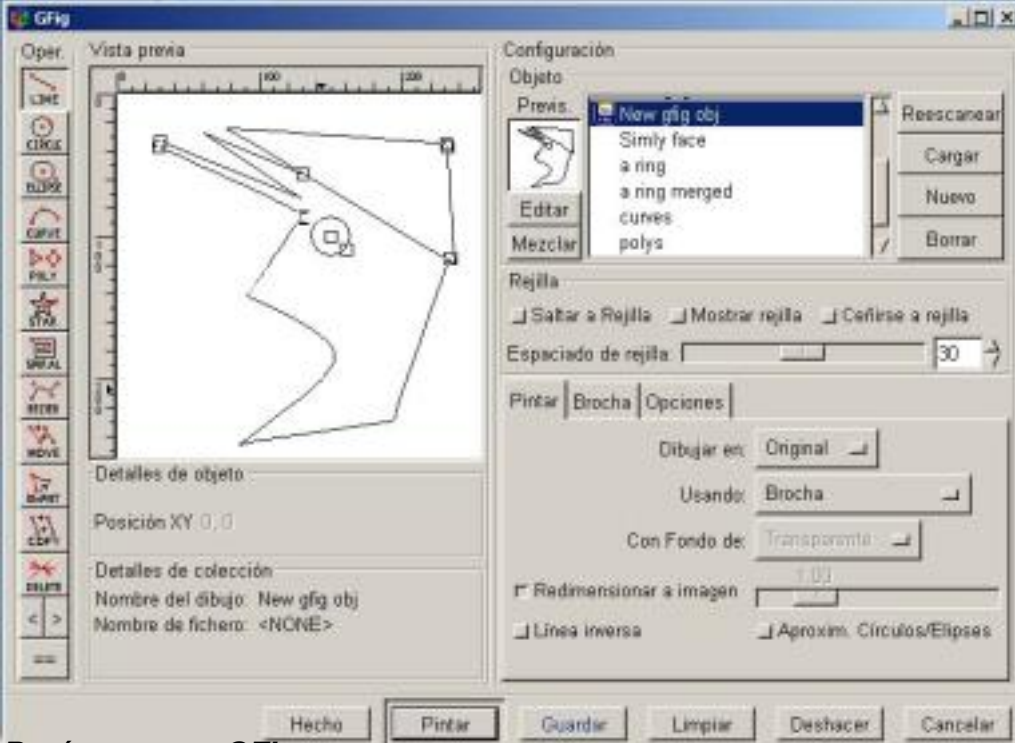 GFig
Oper.
LINE
CIRCLE
ELLIPSE
CURVE
POLY
STAR
SPIRAL
BEZIER
MOVE
COPY
DELETE
< >
==
Vista previa
0 100 200
Detalles de objeto
Posición XY 0, 0
Detalles de colección
Nombre del dibujo: New gfig obj
Nombre de fichero: <NONE>
Configuración
Objeto
Previs.
Editar
Mezclar
New gfig obj
Simly face
a ring
a ring merged
curves
polys
Reescanear
Cargar
Nuevo
Borrar
Rejilla
Saltar a Rejilla Mostrar rejilla Ceñirse a rejilla
Espaciado de rejilla: 30
Pintar Brocha Opciones
Dibujar en: Original
Usando: Brocha
Con Fondo de: Transparente
1.00
Redimensionar a imagen
Línea inversa Aproxim. Círculos/Elipses
Hecho Pintar Guardar Limpiar Deshacer Cancelar